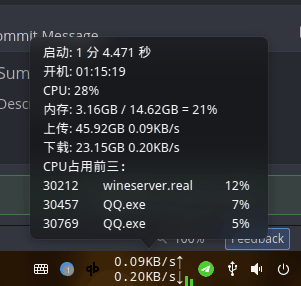 ommit Message
Sum
Descr
启动: 1 分 4.471 秒
开机: 01:15:19
CPU: 28%
内存: 3.16GB / 14.62GB = 21%
上传: 45.92GB 0.09KB/s
下载: 23.15GB 0.20KB/s
CPU占用前三:
30212 wineserver.real 12%
30457 QQ.exe 7%
30769 QQ.exe 5%
100% Feedback
0.09KB/s↑
0.20KB/s↓